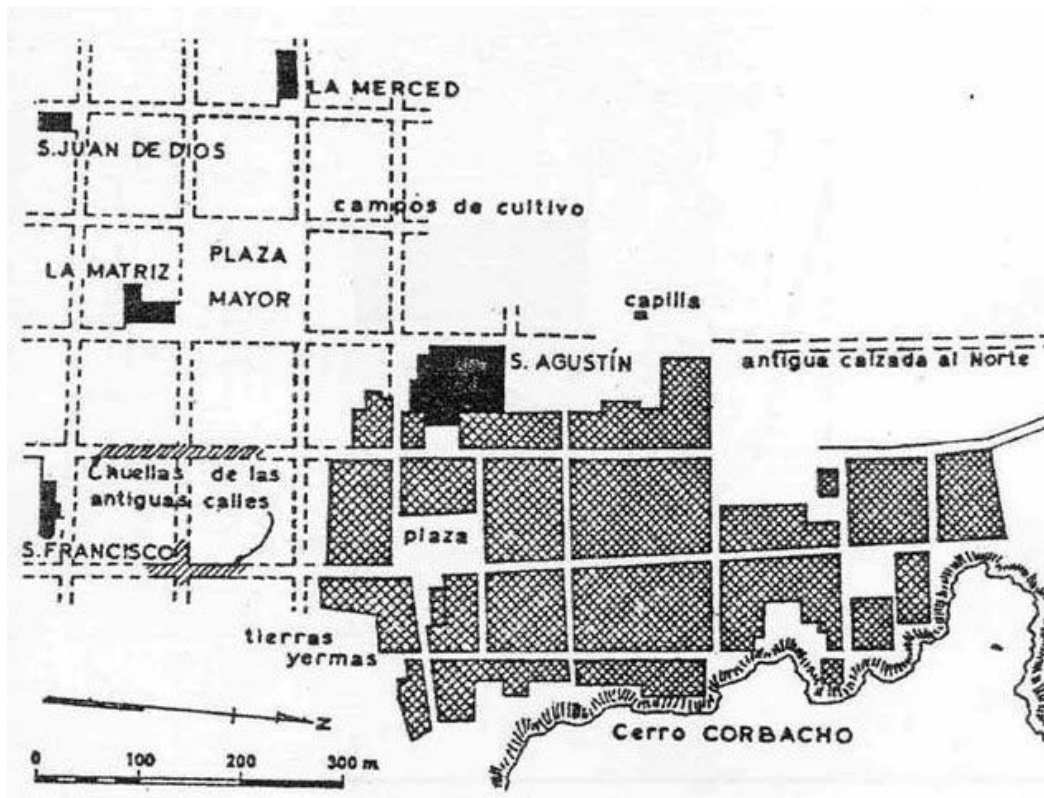 LA MERCED
S. JUAN DE DIOS
campos de cultivo
PLAZA
MAYOR
LA MATRIZ
capilla
S. AGUSTÍN
antigua calzada al Norte
huellas de las
antiguas calles
plaza
S. FRANCISCO
tierras
yermas
N
Cerro CORBACHO
0 100 200 300 m.